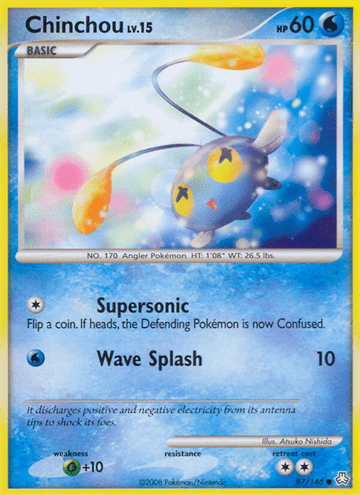 Chinchou LV.15 HP 60
BASIC
NO. 170 Angler Pokémon HT: 1'08" WT: 26.5 lbs.
Supersonic
Flip a coin. If heads, the Defending Pokémon is now Confused.
Wave Splash 10
It discharges positive and negative electricity from its antenna
tips to shock its foes.
Illus. Atsuko Nishida
weakness resistance retreat cost
+10
©2008 Pokémon/Nintendo 87/146